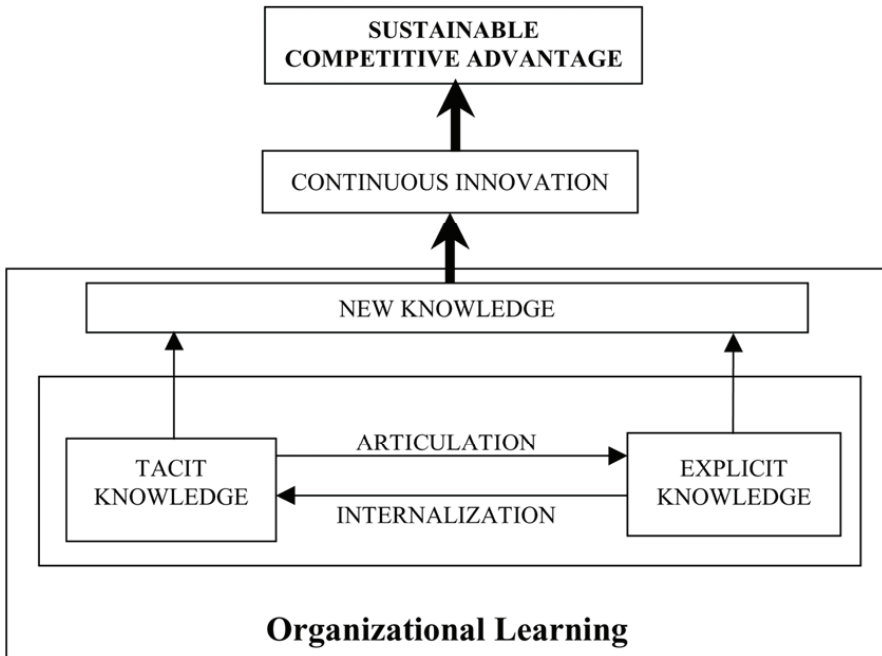 SUSTAINABLE
COMPETITIVE ADVANTAGE
CONTINUOUS INNOVATION
NEW KNOWLEDGE
ARTICULATION
TACIT
KNOWLEDGE
EXPLICIT
KNOWLEDGE
INTERNALIZATION
Organizational Learning